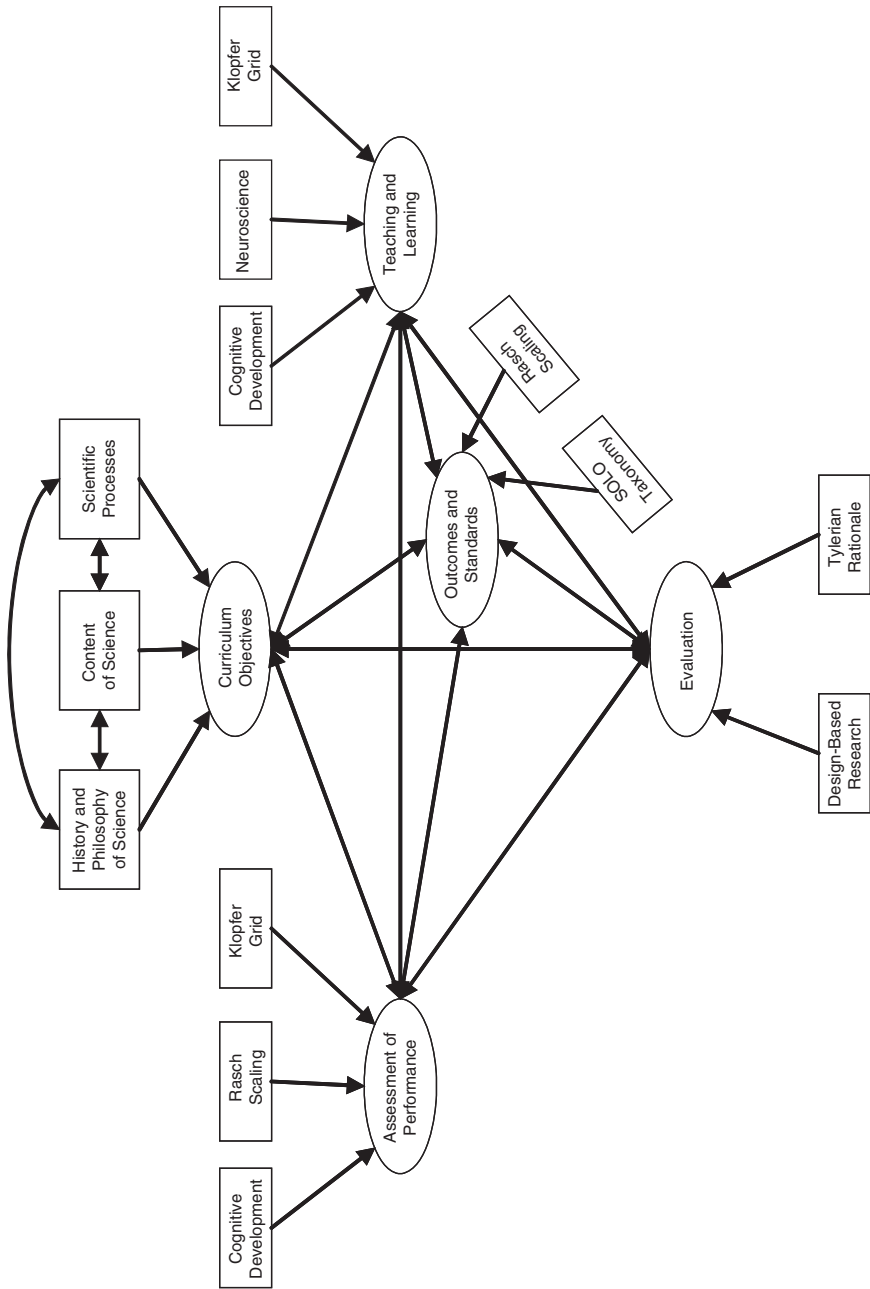 History and
Philosophy
of Science
Content
of Science
Scientific
Processes
Cognitive
Development
Rasch
Scaling
Klopfer
Grid
Curriculum
Objectives
Cognitive
Development
Neuroscience
Klopfer
Grid
Assessment of
Performance
Teaching and
Learning
Outcomes and
Standards
Rasch
Scaling
SOLO
Taxonomy
Evaluation
Design-Based
Research
Tylerian
Rationale